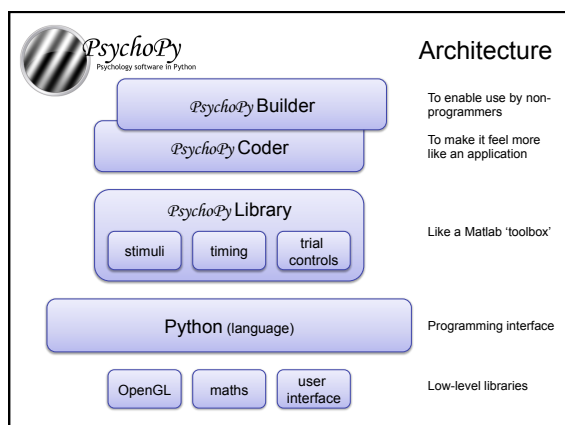 PsychoPy
Psychology software in Python
Architecture
PsychoPy Builder
To enable use by non-
programmers
PsychoPy Coder
To make it feel more
like an application
PsychoPy Library
stimuli
timing
trial
controls
Like a Matlab ‘toolbox’
Python (language)
Programming interface
OpenGL
maths
user
interface
Low-level libraries